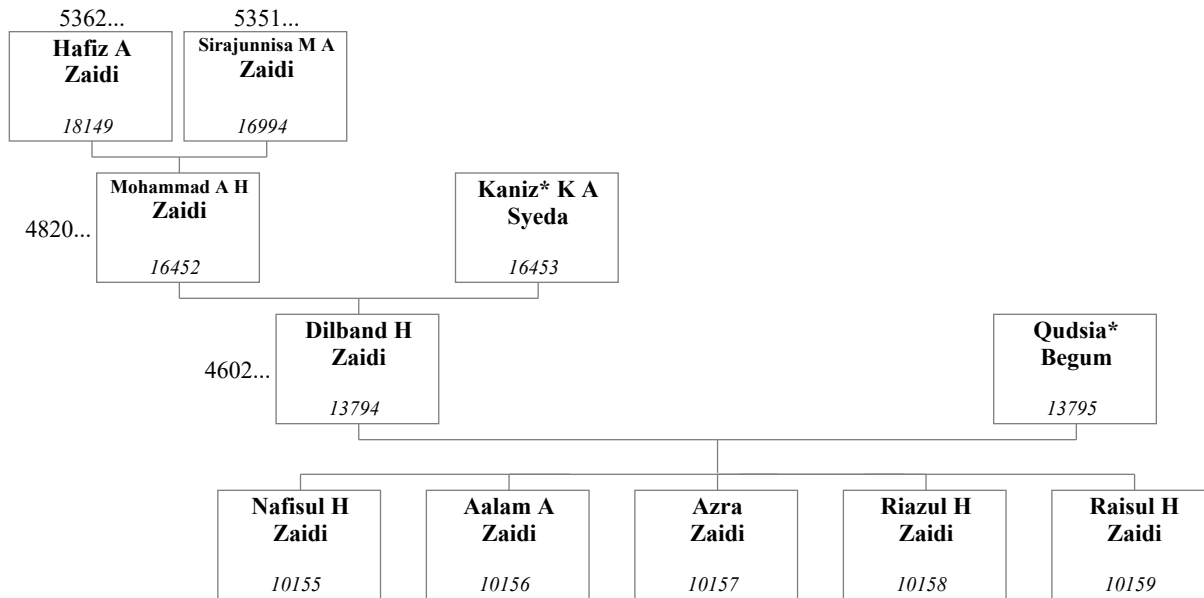 5362...
5351...
Hafiz A
Zaidi
18149
Sirajunnisa M A
Zaidi
16994
4820...
Mohammad A H
Zaidi
16452
Kaniz* K A
Syeda
16453
4602...
Dilband H
Zaidi
13794
Qudsia*
Begum
13795
Nafisul H
Zaidi
10155
Aalam A
Zaidi
10156
Azra
Zaidi
10157
Riazul H
Zaidi
10158
Raisul H
Zaidi
10159